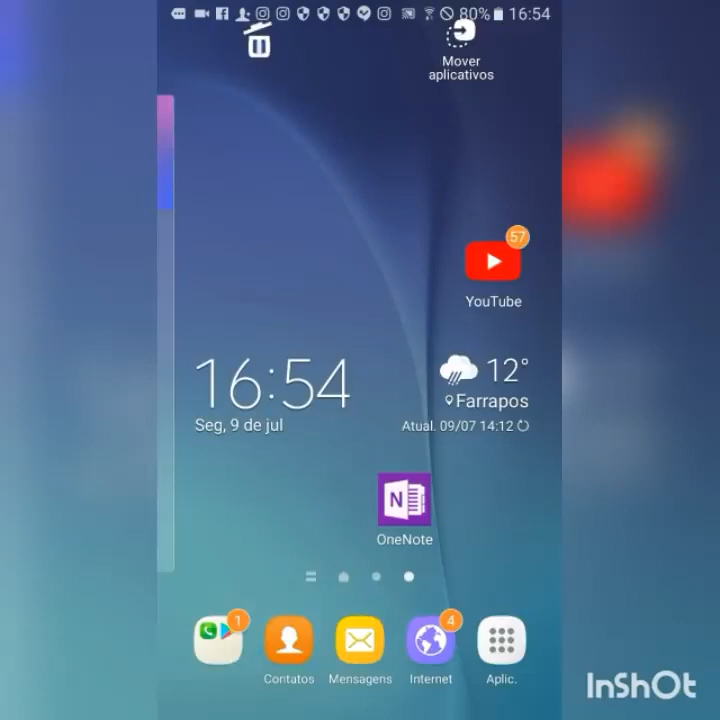 80% 16:54
Mover
aplicativos
57
YouTube
16:54
12°
Farrapos
Seg, 9 de jul
Atual. 09/07 14:12
N
OneNote
1
4
Contatos
Mensagens
Internet
Aplic.
InShOt